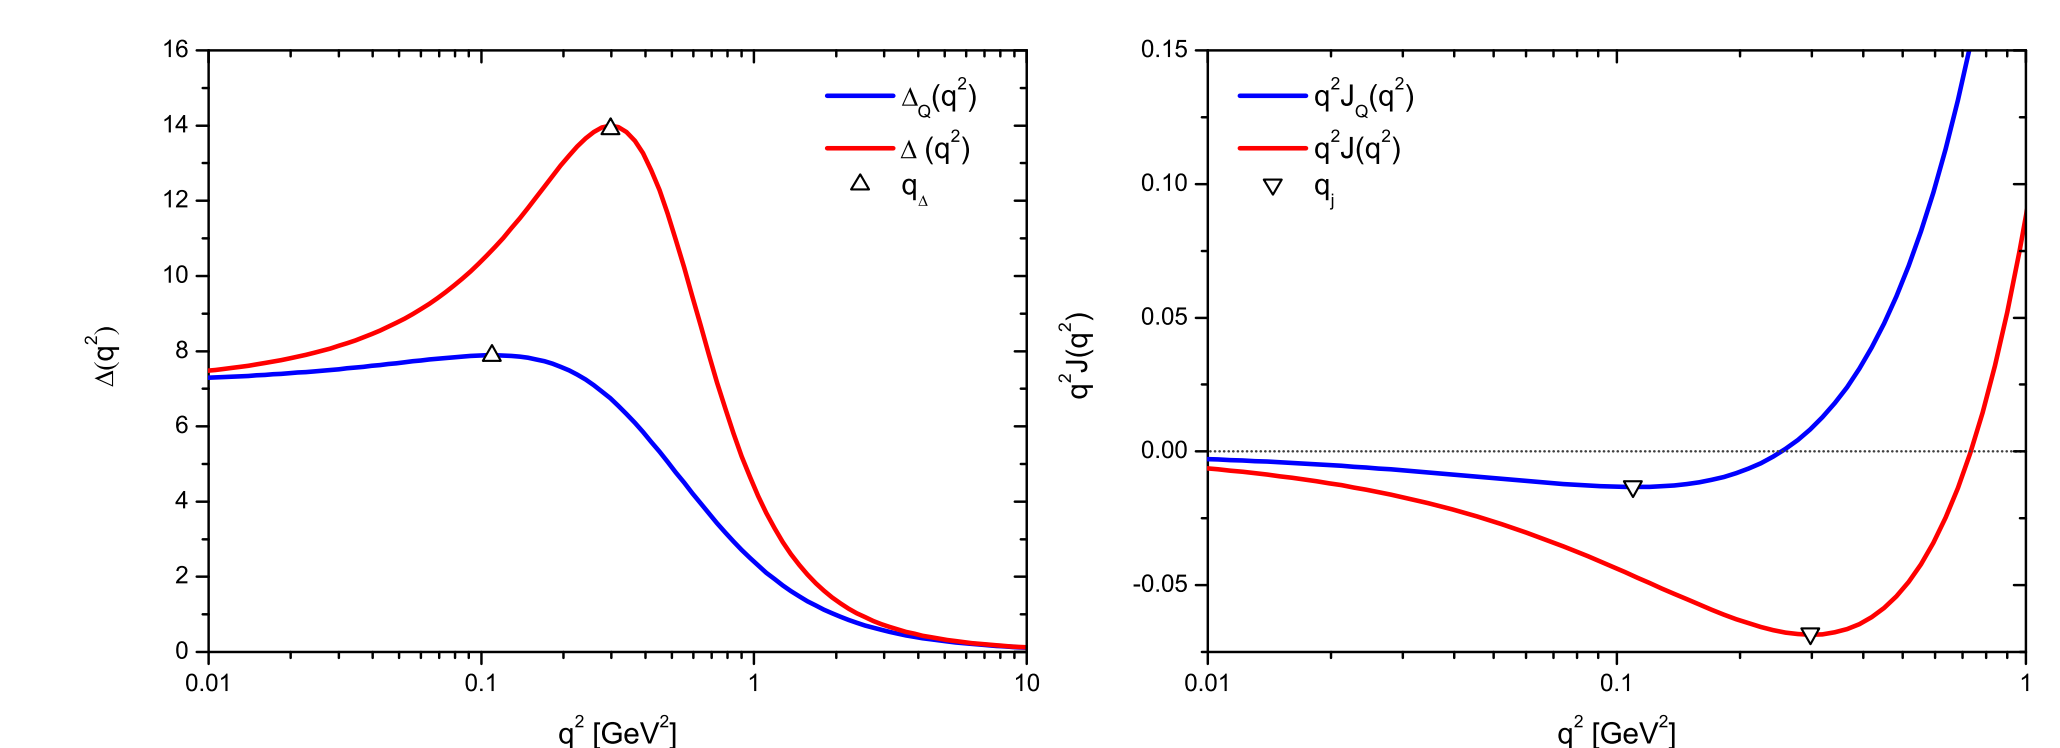 16
14
12
10
8
6
4
2
0
Δ(q²)
0.01 0.1 1 10
q² [GeV²]
Δ_Q(q²)
Δ (q²)
q_Δ
0.15
0.10
0.05
0.00
-0.05
q²J(q²)
0.01 0.1 1
q² [GeV²]
q²J_Q(q²)
q²J(q²)
q_j